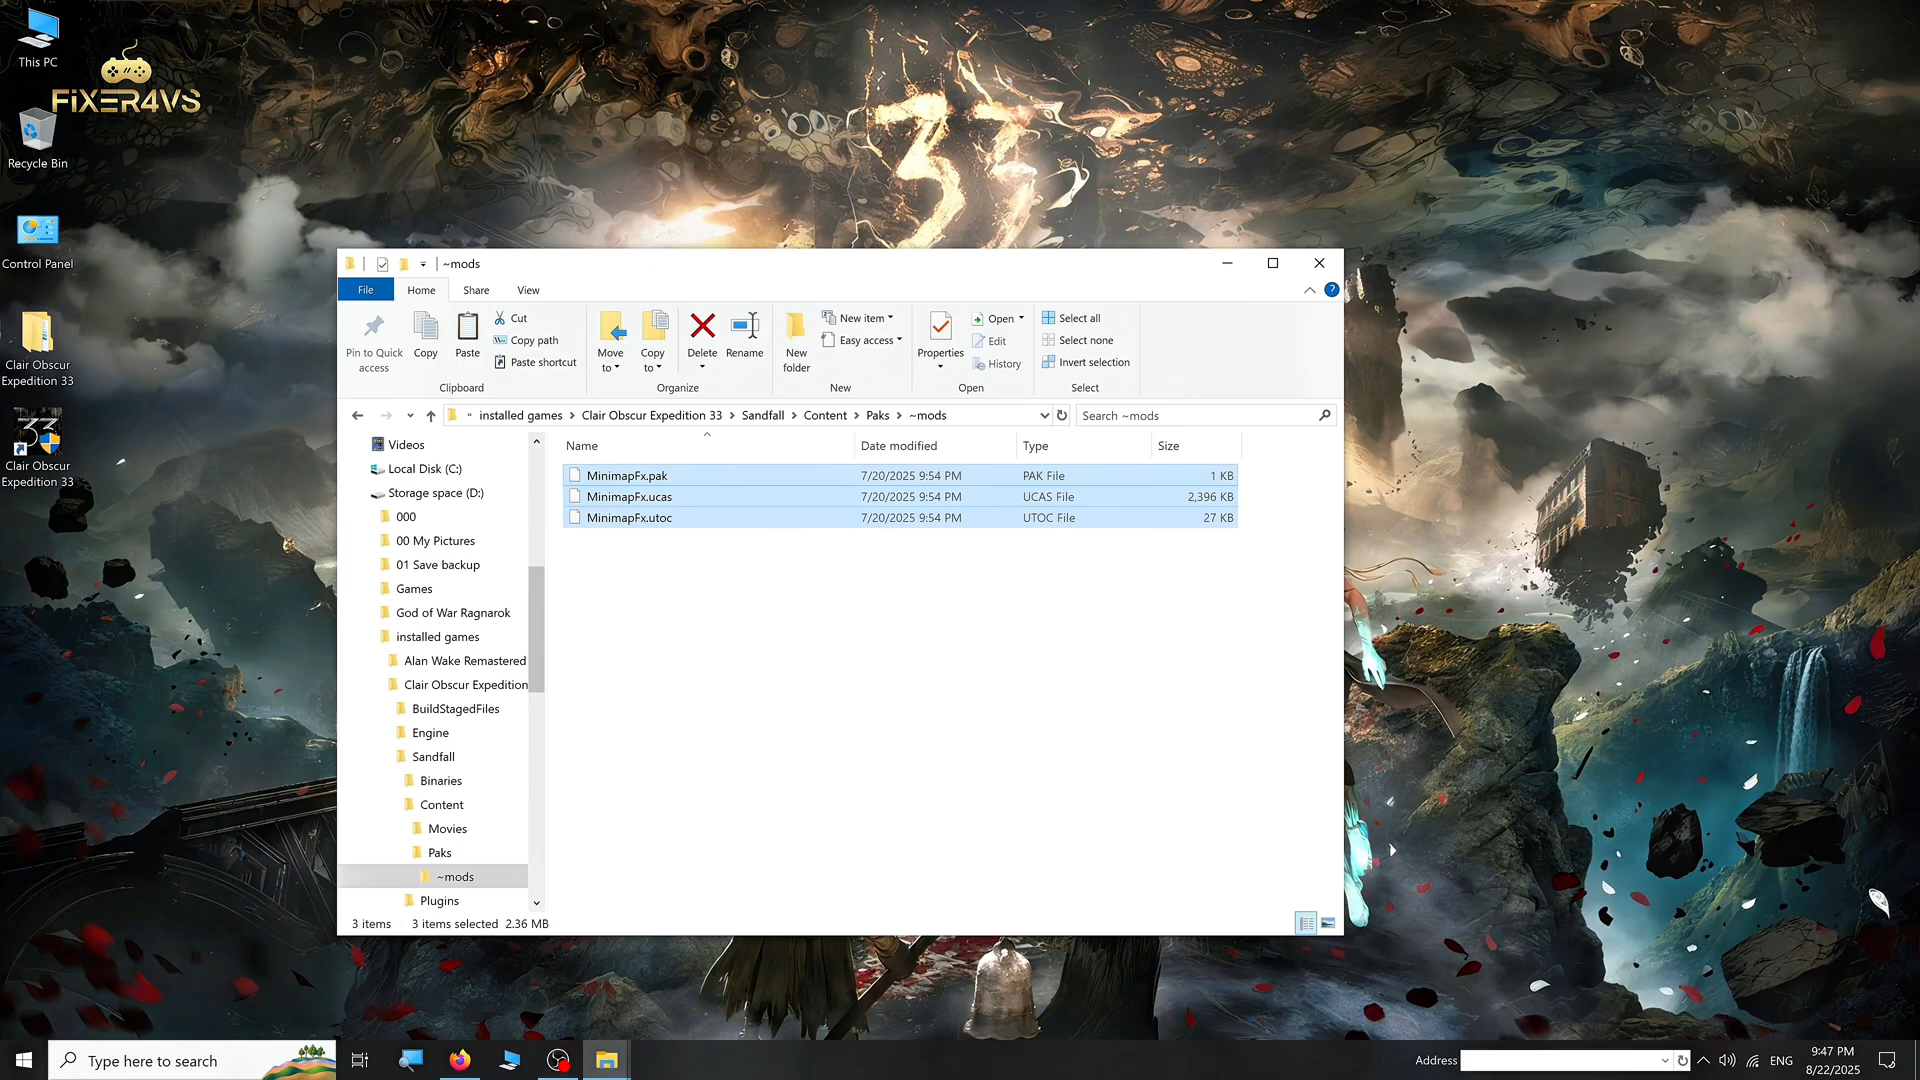 This PC
FiXER4VS
Recycle Bin
Control Panel
Clair Obscur
Expedition 33
33
Clair Obscur
Expedition 33
33
~mods
File
Home
Share
View
?
Pin to Quick
access
Copy
Paste
Cut
Copy path
Paste shortcut
Clipboard
Move
to
Copy
to
Delete
Rename
Organize
New
folder
New item
Easy access
New
Properties
Open
Edit
History
Open
Select all
Select none
Invert selection
Select
« installed games > Clair Obscur Expedition 33 > Sandfall > Content > Paks > ~mods
Search ~mods
Videos
Local Disk (C:)
Storage space (D:)
000
00 My Pictures
01 Save backup
Games
God of War Ragnarok
installed games
Alan Wake Remastered
Clair Obscur Expedition
BuildStagedFiles
Engine
Sandfall
Binaries
Content
Movies
Paks
~mods
Plugins
Name Date modified Type Size
MinimapFx.pak 7/20/2025 9:54 PM PAK File 1 KB
MinimapFx.ucas 7/20/2025 9:54 PM UCAS File 2,396 KB
MinimapFx.utoc 7/20/2025 9:54 PM UTOC File 27 KB
3 items 3 items selected 2.36 MB
Type here to search
Address
ENG
9:47 PM
8/22/2025